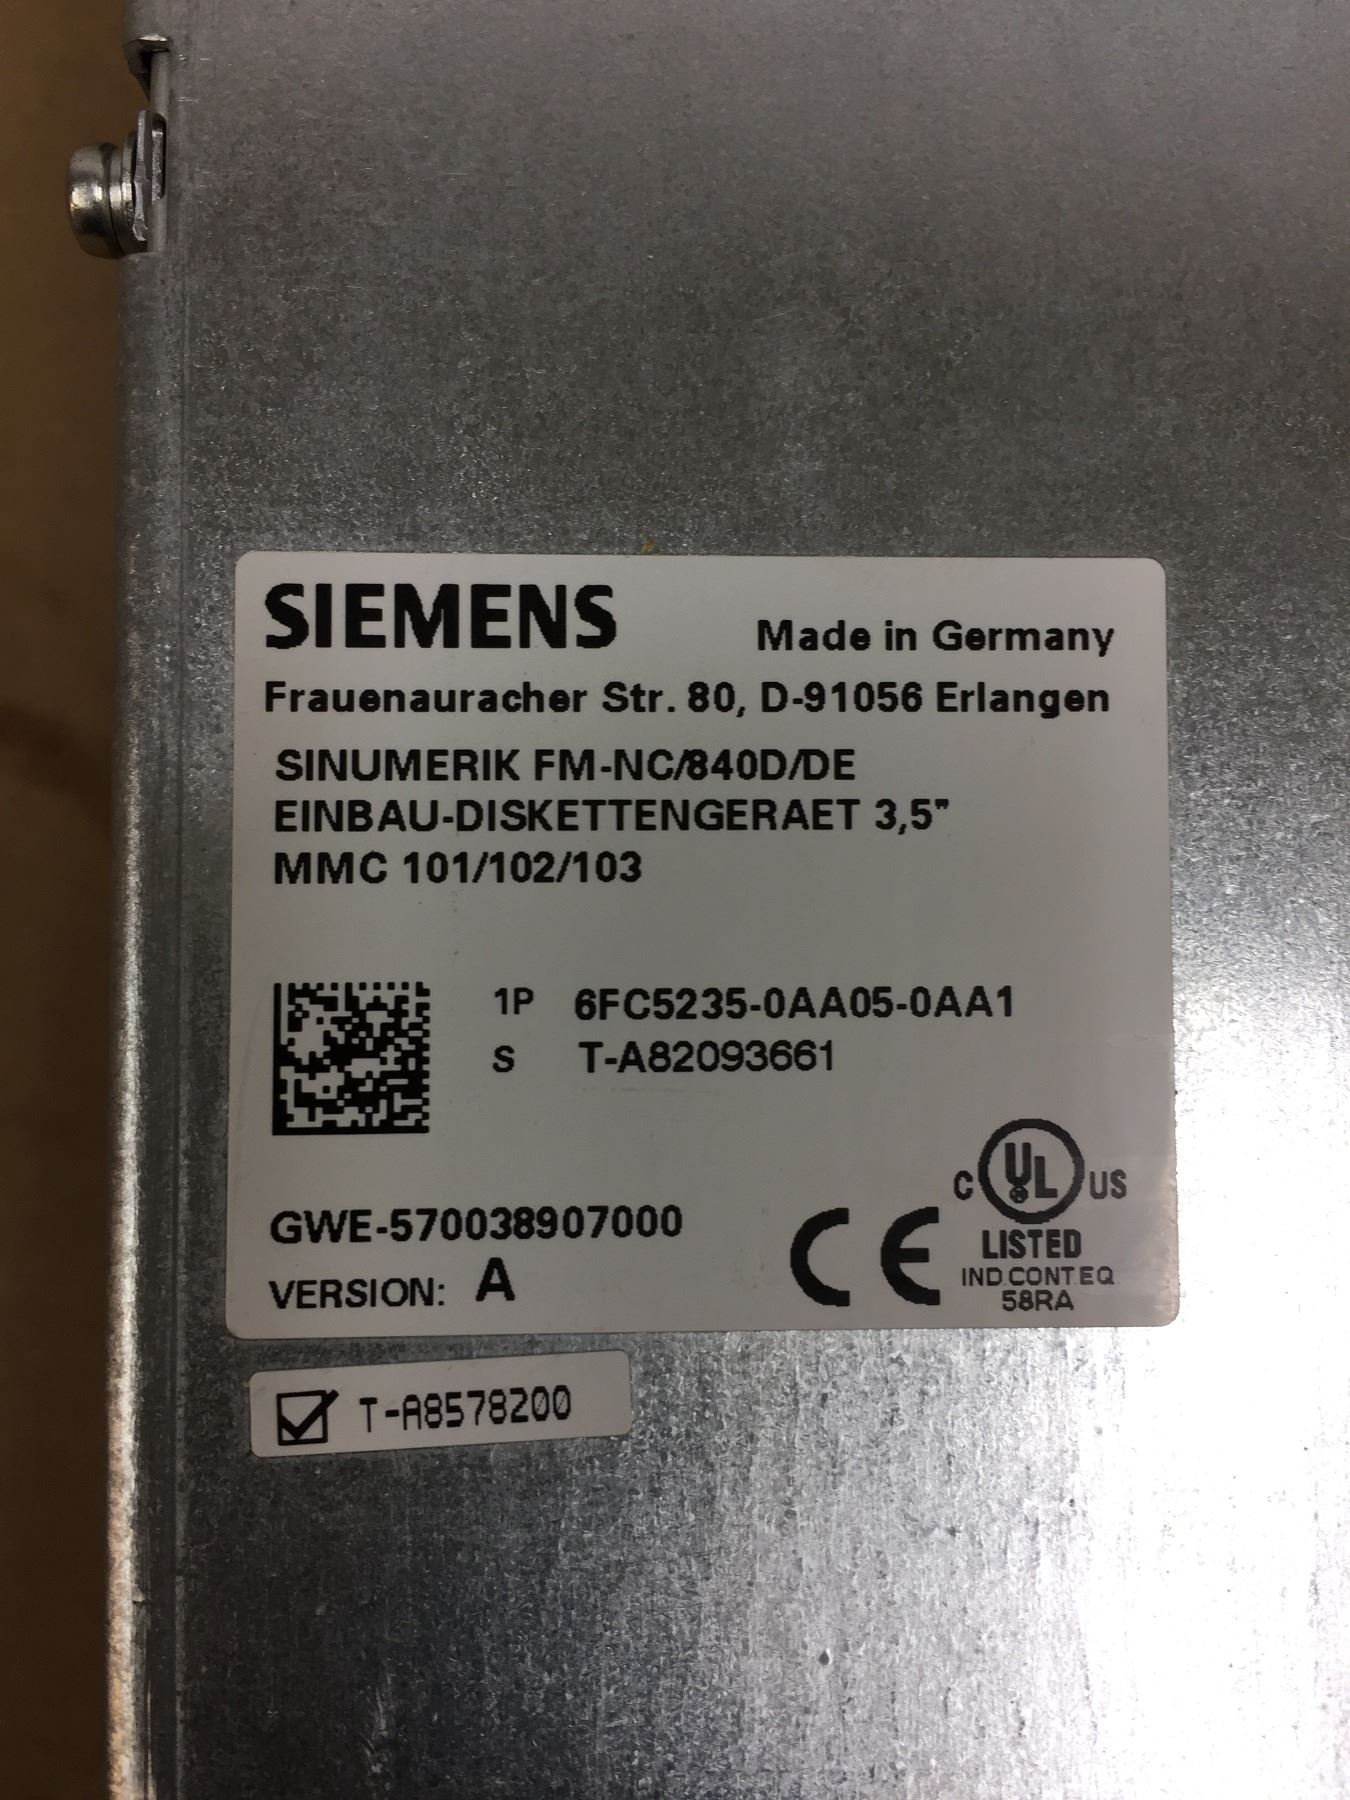 SIEMENS Made in Germany
Frauenauracher Str. 80, D-91056 Erlangen
SINUMERIK FM-NC/840D/DE
EINBAU-DISKETTENGERAET 3,5"
MMC 101/102/103
1P 6FC5235-0AA05-0AA1
S T-A82093661
C UL US
LISTED
IND.CONT.EQ
58RA
GWE-570038907000
CE
VERSION: A
T-A8578200